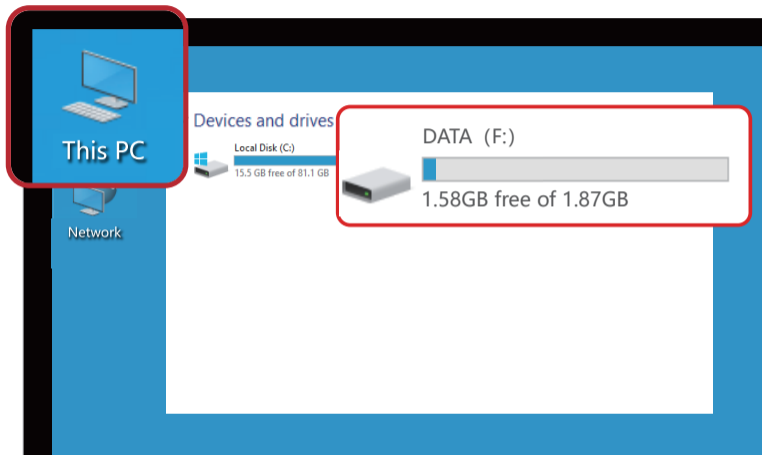 This PC
Network
Devices and drives
Local Disk (C:)
15.5 GB free of 81.1 GB
DATA (F:)
1.58GB free of 1.87GB